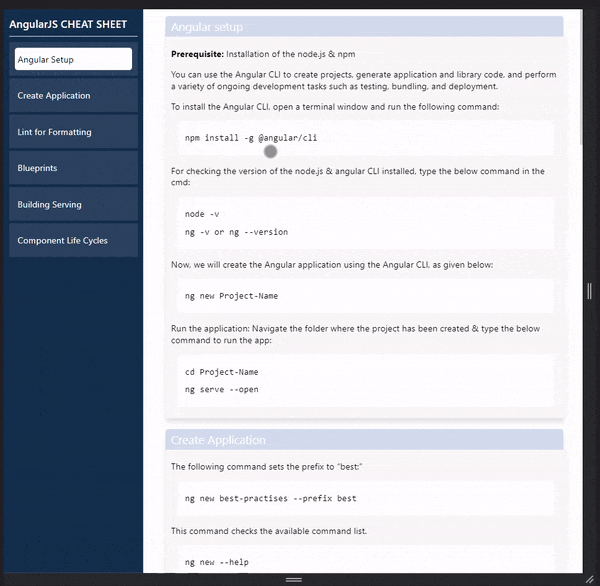 AngularJS CHEAT SHEET
Angular Setup
Create Application
Lint for Formatting
Blueprints
Building Serving
Component Life Cycles
Angular setup
Prerequisite: Installation of the node.js & npm
You can use the Angular CLI to create projects, generate application and library code, and perform
a variety of ongoing development tasks such as testing, bundling, and deployment.
To install the Angular CLI, open a terminal window and run the following command:
npm install -g @angular/cli
For checking the version of the node.js & angular CLI installed, type the below command in the
cmd:
node -v
ng -v or ng --version
Now, we will create the Angular application using the Angular CLI, as given below:
ng new Project-Name
Run the application: Navigate the folder where the project has been created & type the below
command to run the app:
cd Project-Name
ng serve --open
Create Application
The following command sets the prefix to "best:"
ng new best-practises --prefix best
This command checks the available command list.
ng new --help